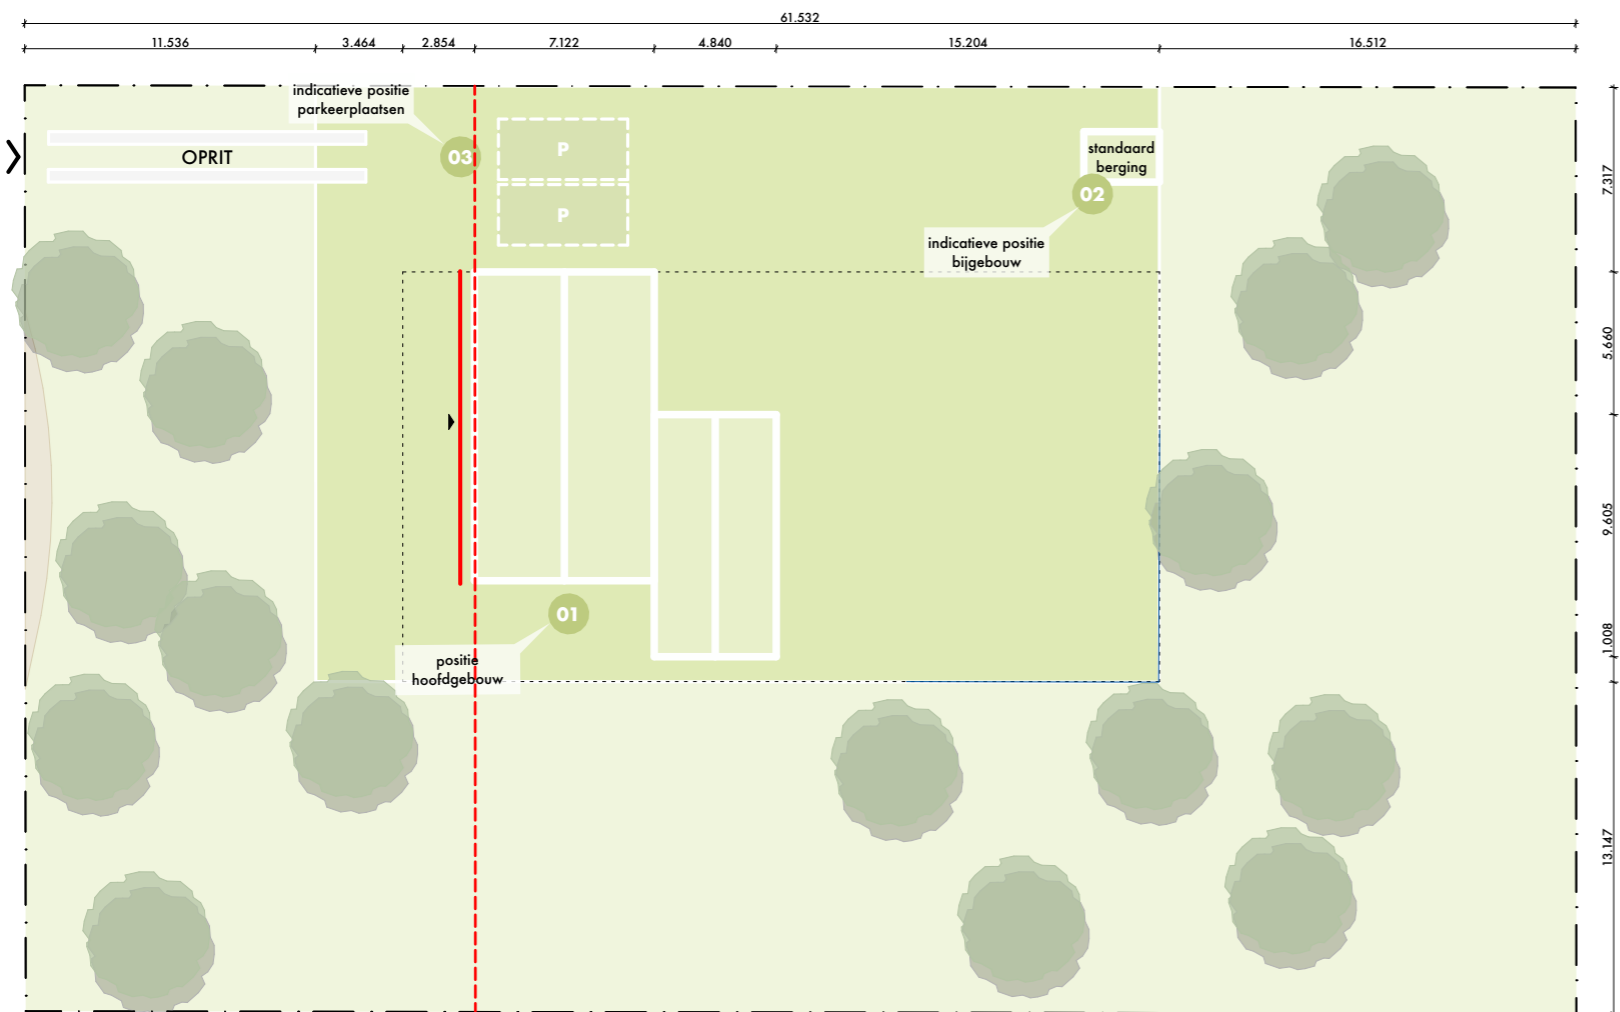 61.532
11.536 3.464 2.854 7.122 4.840 15.204 16.512
indicatieve positie
parkeerplaatsen
OPRIT
03
P
P
standaard
berging
02
indicatieve positie
bijgebouw
7.317
5.660
9.605
1.008
13.147
01
positie
hoofdgebouw